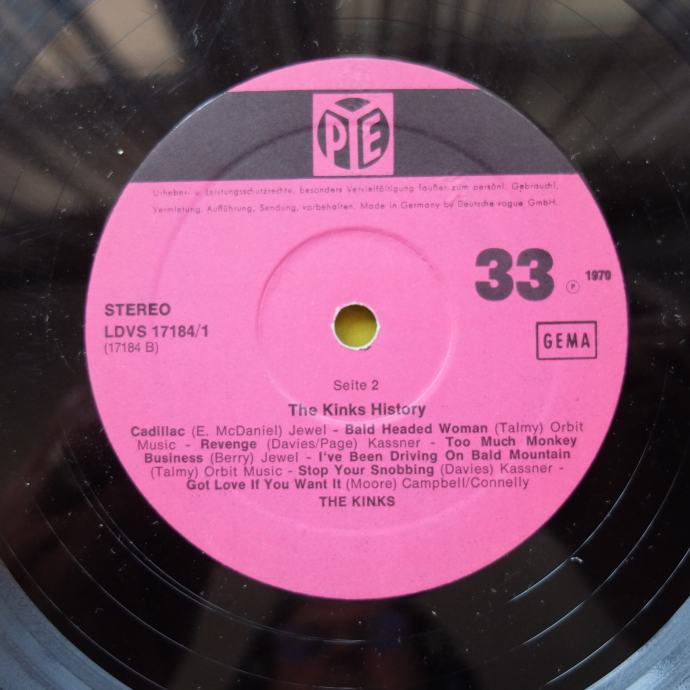 PYE
Urheber- u. Leistungsschutzrechte, besonders Vervielfältigung (außer zum persönl. Gebrauch),
Vermietung, Aufführung, Sendung, vorbehalten. Made in Germany by Deutsche vogue GmbH.
33 ℗ 1970
STEREO
LDVS 17184/1
(17184 B)
GEMA
Seite 2
The Kinks History
Cadillac (E. McDaniel) Jewel - Bald Headed Woman (Talmy) Orbit
Music - Revenge (Davies/Page) Kassner - Too Much Monkey
Business (Berry) Jewel - I've Been Driving On Bald Mountain
(Talmy) Orbit Music - Stop Your Snobbing (Davies) Kassner -
Got Love If You Want It (Moore) Campbell/Connelly
THE KINKS